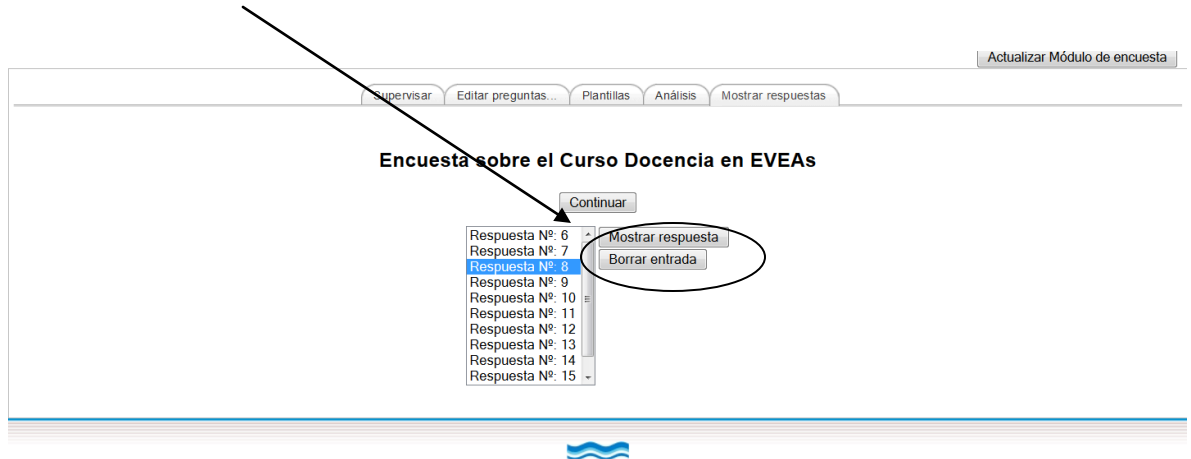 Actualizar Módulo de encuesta
Supervisar Editar preguntas... Plantillas Análisis Mostrar respuestas
Encuesta sobre el Curso Docencia en EVEAs
Continuar
Respuesta Nº: 6
Respuesta Nº: 7
Respuesta Nº: 8
Respuesta Nº: 9
Respuesta Nº: 10
Respuesta Nº: 11
Respuesta Nº: 12
Respuesta Nº: 13
Respuesta Nº: 14
Respuesta Nº: 15
Mostrar respuesta
Borrar entrada